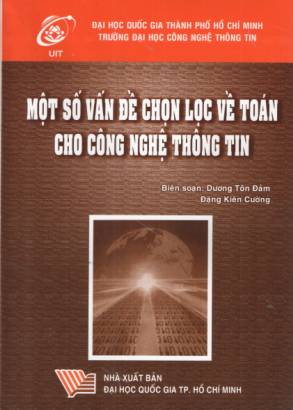 ĐẠI HỌC QUỐC GIA THÀNH PHỐ HỒ CHÍ MINH
TRƯỜNG ĐẠI HỌC CÔNG NGHỆ THÔNG TIN
UIT
MỘT SỐ VẤN ĐỀ CHỌN LỌC VỀ TOÁN
CHO CÔNG NGHỆ THÔNG TIN
Biên soạn: Dương Tôn Đảm
Đặng Kiên Cường
NHÀ XUẤT BẢN
ĐẠI HỌC QUỐC GIA TP. HỒ CHÍ MINH